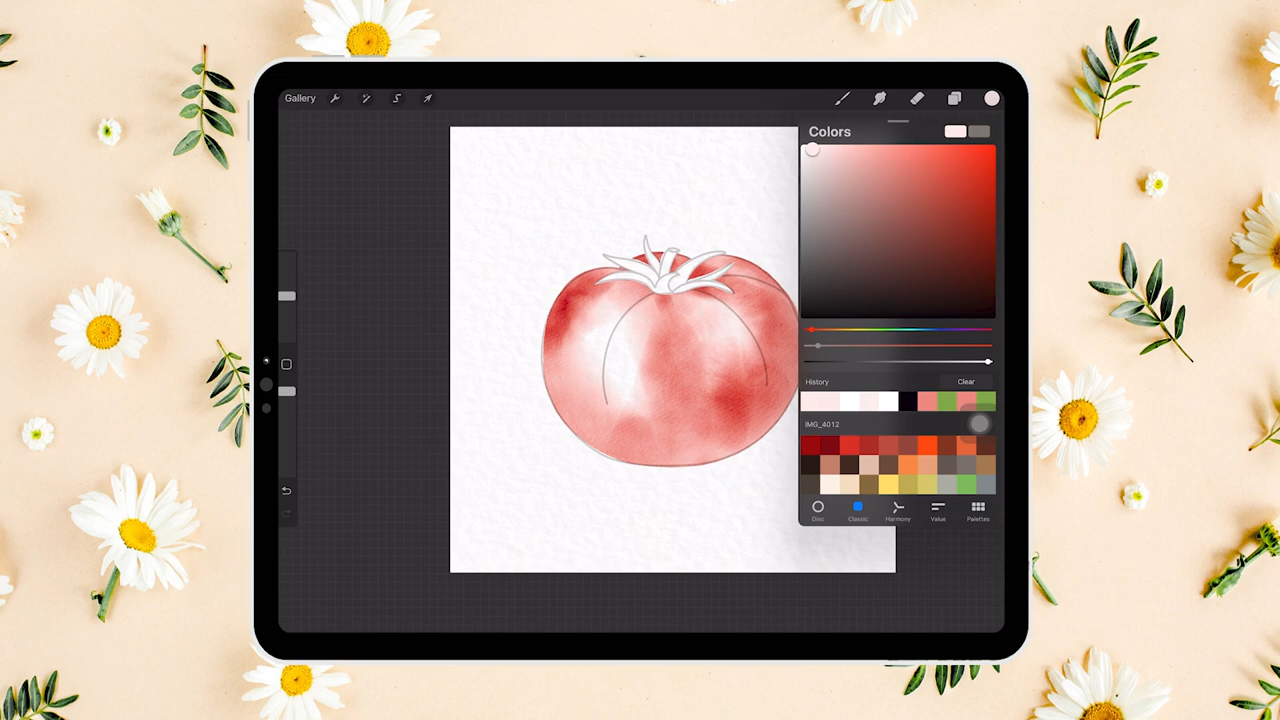 Gallery
Colors
History
Clear
IMG_4012
Disc
Classic
Harmony
Value
Palettes